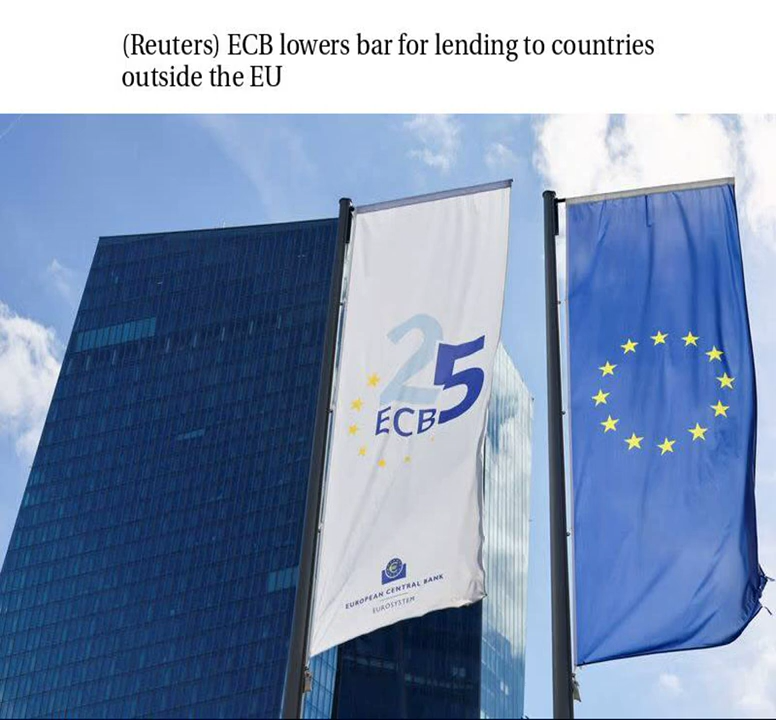 (Reuters) ECB lowers bar for lending to countries
outside the EU
25
ECB
EUROPEAN CENTRAL BANK
EUROSYSTEM